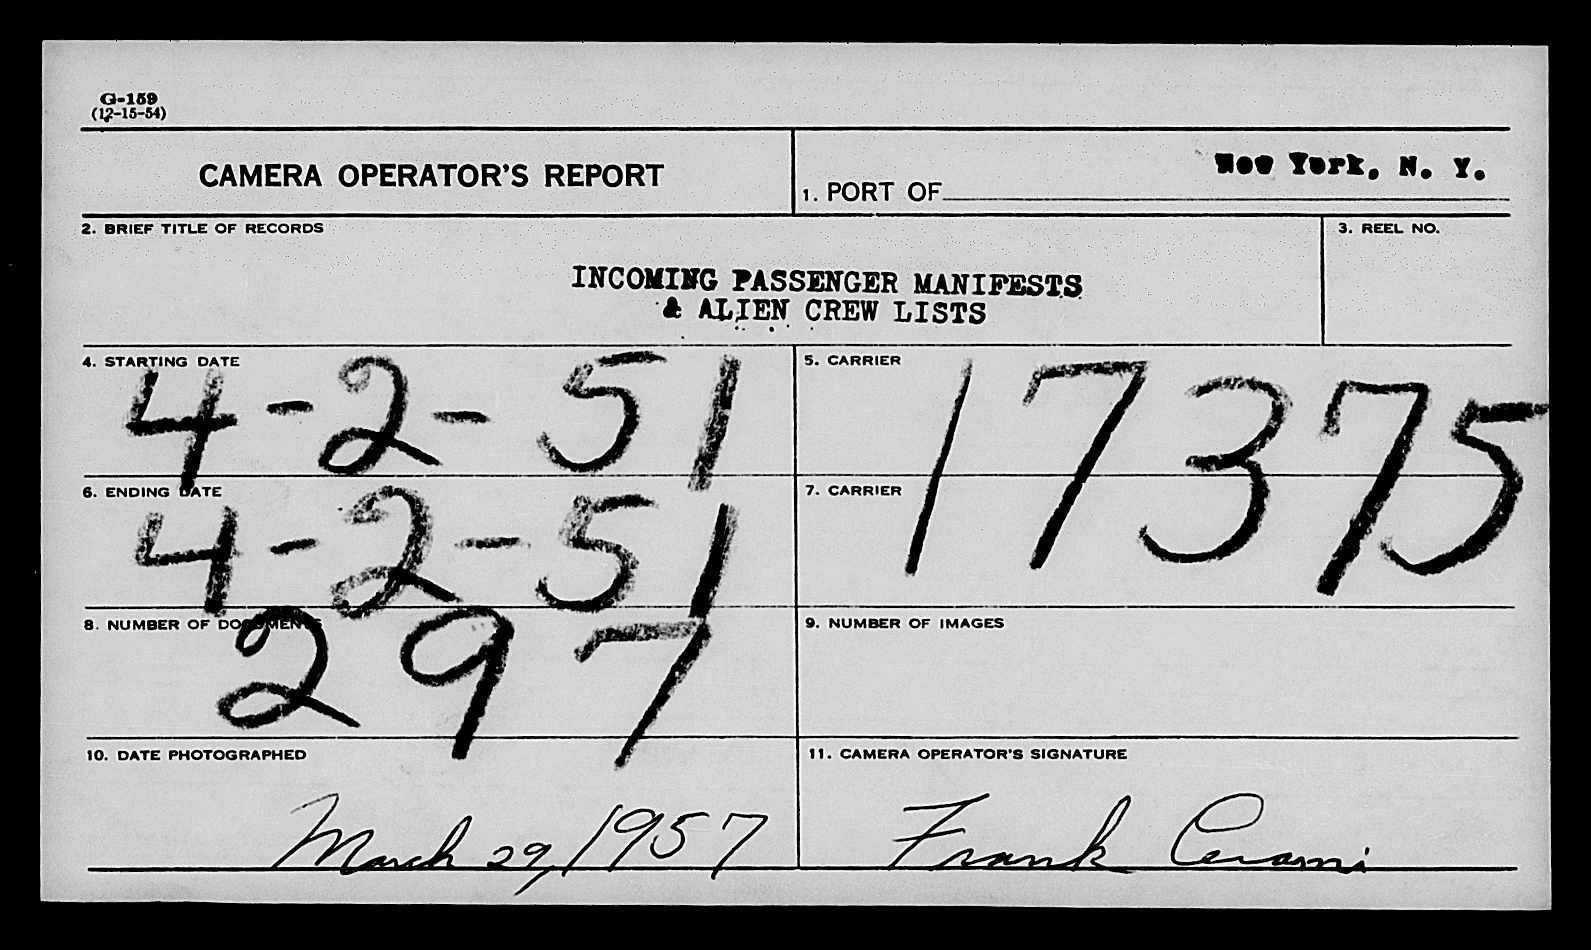 G-159
(12-15-54)
CAMERA OPERATOR'S REPORT
1. PORT OF New York, N. Y.
2. BRIEF TITLE OF RECORDS
3. REEL NO.
INCOMING PASSENGER MANIFESTS
& ALIEN CREW LISTS
4. STARTING DATE
4-2-51
5. CARRIER
17375
6. ENDING DATE
4-2-51
7. CARRIER
8. NUMBER OF DOCUMENTS
297
9. NUMBER OF IMAGES
10. DATE PHOTOGRAPHED
March 29, 1957
11. CAMERA OPERATOR'S SIGNATURE
Frank Cerami